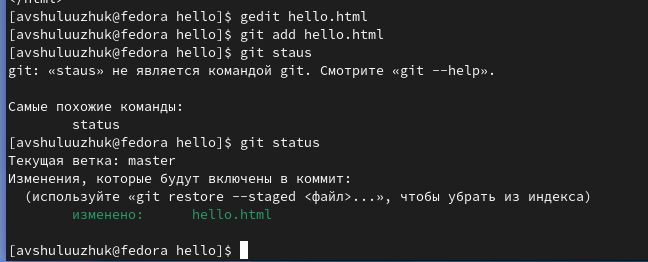 </html>
[avshuluuzhuk@fedora hello]$ gedit hello.html
[avshuluuzhuk@fedora hello]$ git add hello.html
[avshuluuzhuk@fedora hello]$ git staus
git: «staus» не является командой git. Смотрите «git --help».
Самые похожие команды:
status
[avshuluuzhuk@fedora hello]$ git status
Текущая ветка: master
Изменения, которые будут включены в коммит:
(используйте «git restore --staged <файл>...», чтобы убрать из индекса)
изменено: hello.html
[avshuluuzhuk@fedora hello]$